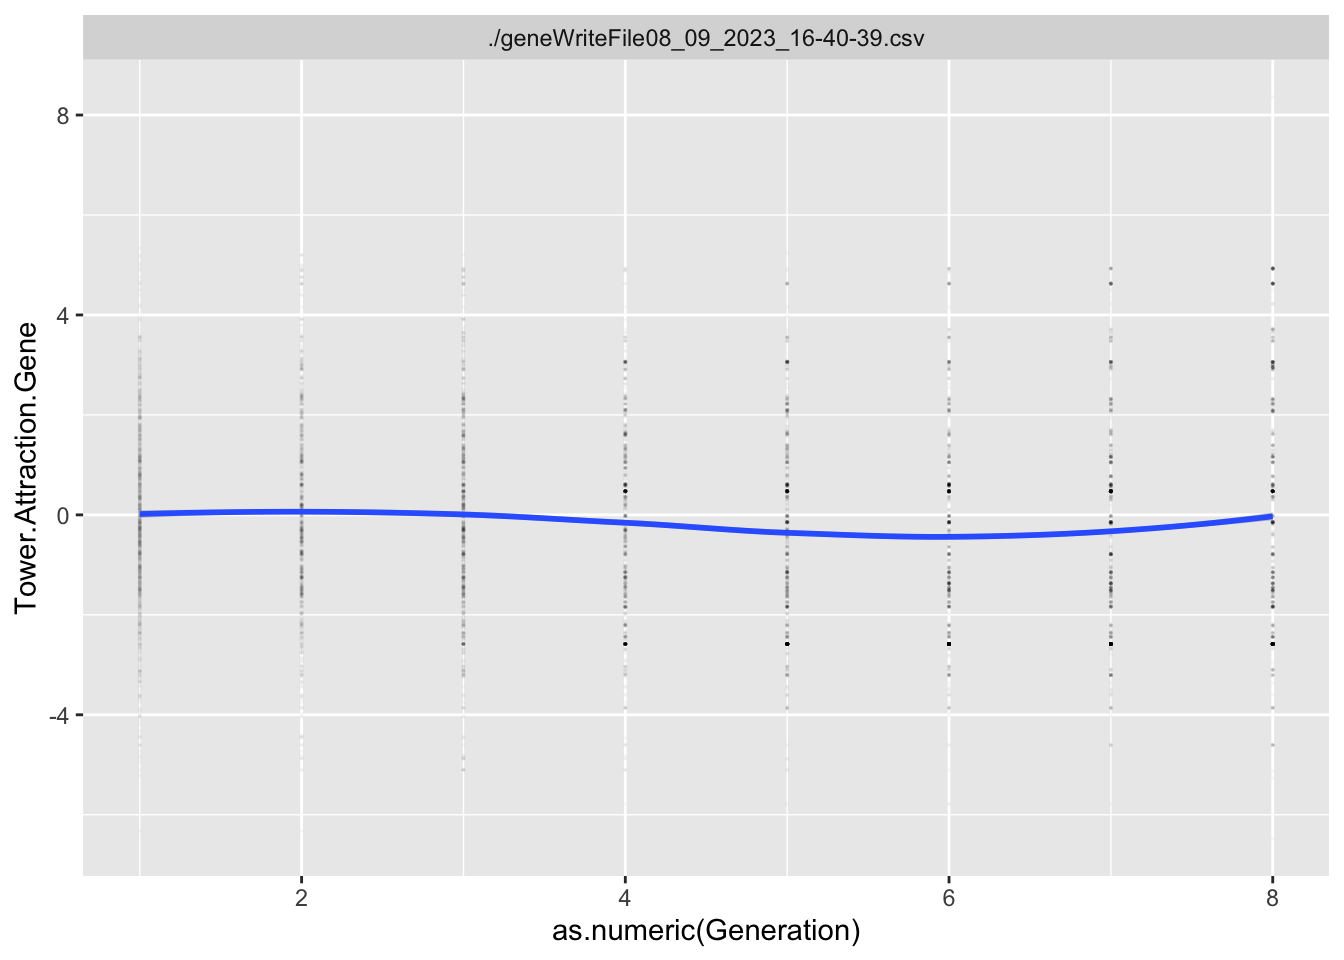 ./geneWriteFile08_09_2023_16-40-39.csv
8
4
0
-4
Tower.Attraction.Gene
2
4
6
8
as.numeric(Generation)